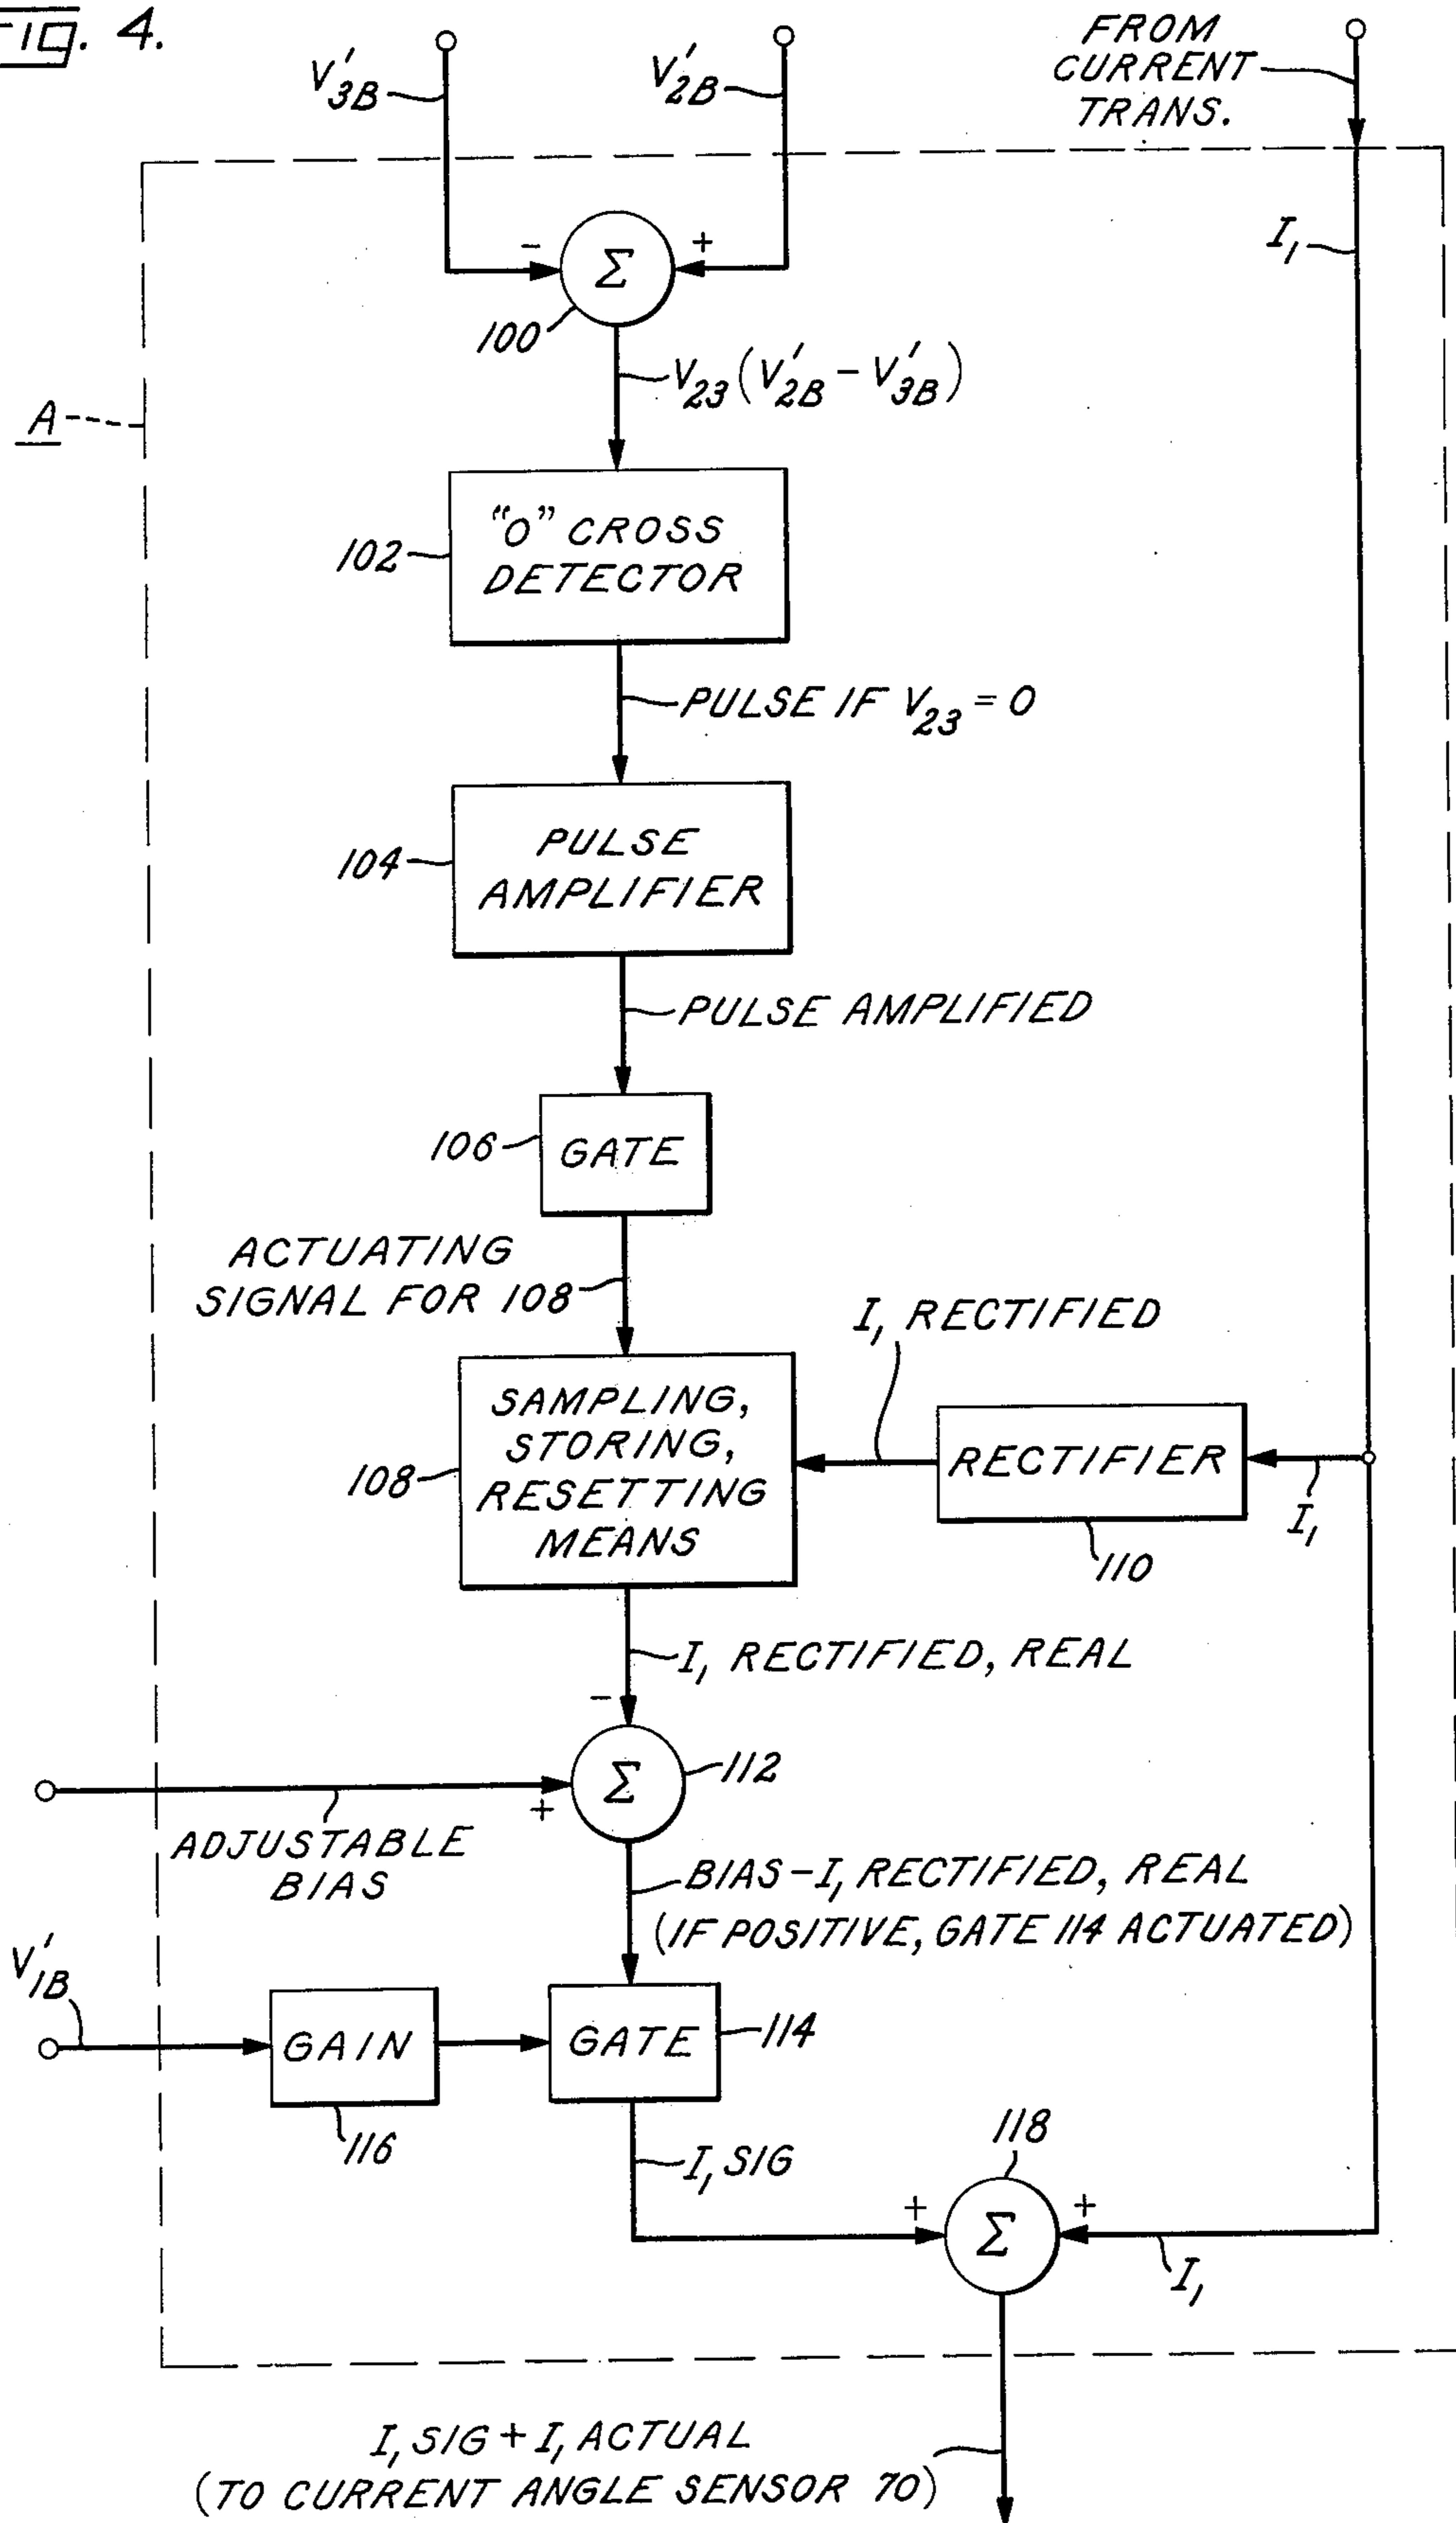 Fig. 4.
V'3B
V'2B
FROM
CURRENT
TRANS.
- Σ +
I1
100
V23 (V'2B - V'3B)
A
"O" CROSS
DETECTOR
102
PULSE IF V23 = 0
PULSE
AMPLIFIER
104
PULSE AMPLIFIED
106
GATE
ACTUATING
SIGNAL FOR 108
I1 RECTIFIED
SAMPLING,
STORING,
RESETTING
MEANS
108
RECTIFIER
I1
110
I1 RECTIFIED, REAL
-
Σ
112
+
ADJUSTABLE
BIAS
BIAS - I1 RECTIFIED, REAL
(IF POSITIVE, GATE 114 ACTUATED)
V'1B
GAIN
GATE
114
116
118
I1 SIG
+ Σ +
I1
I1 SIG + I1 ACTUAL
(TO CURRENT ANGLE SENSOR 70)